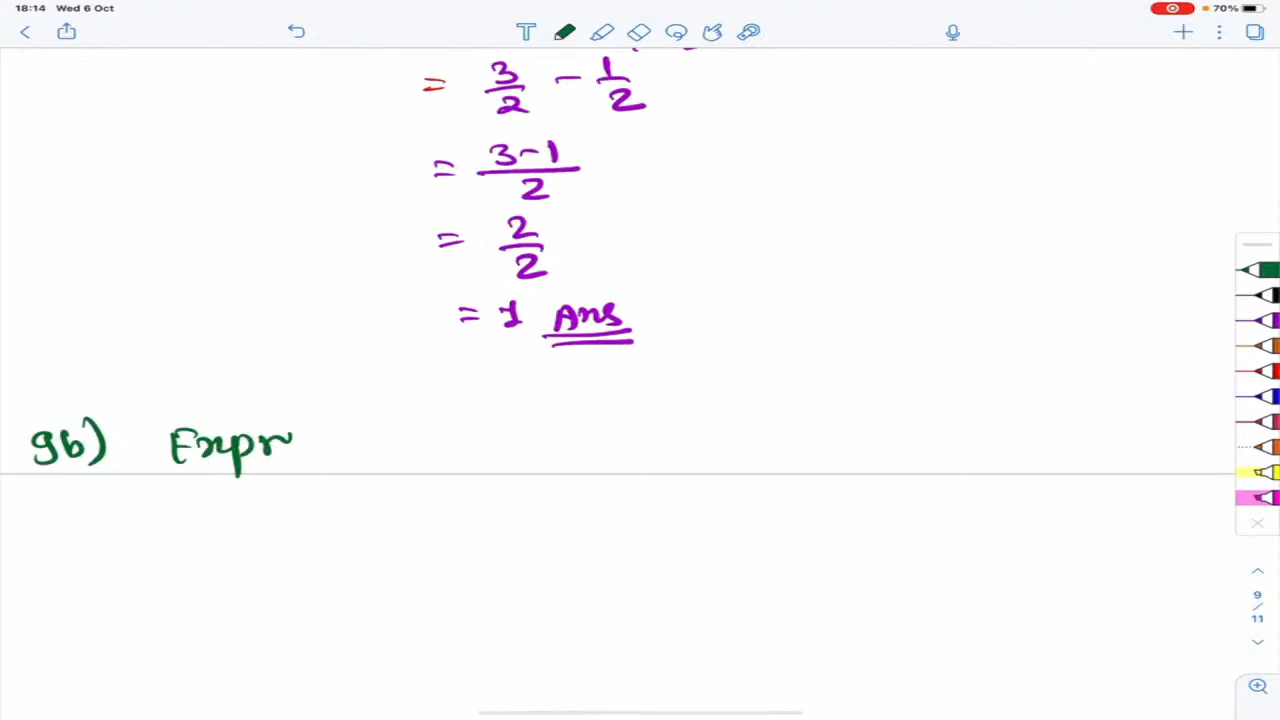 18:14 Wed 6 Oct 70%
T
= 3/2 - 1/2
= 3-1/2
= 2/2
= 1 Ans
9b) Expr
9
/
11